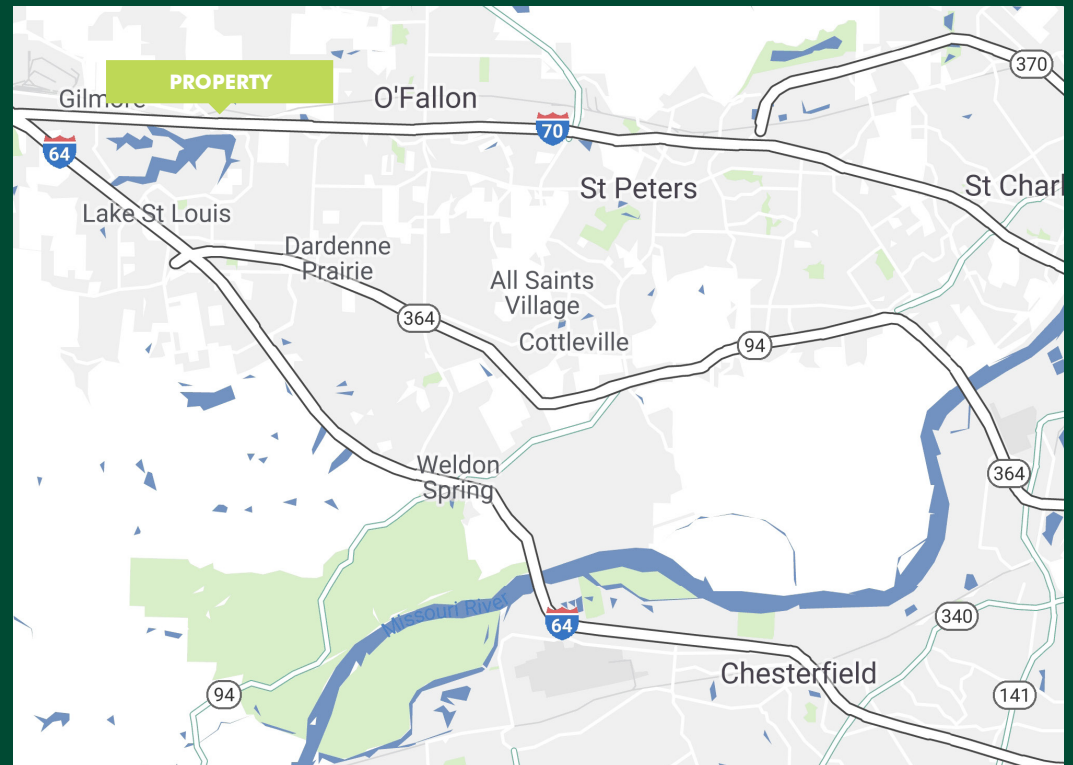 370
PROPERTY
Gilmore
O'Fallon
70
64
St Peters
St Charl
Lake St Louis
Dardenne
Prairie
All Saints
Village
364
Cottleville
94
Weldon
Spring
364
Missouri River
64
340
Chesterfield
94
141